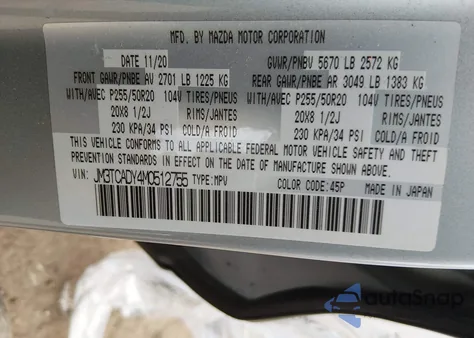 MFD. BY MAZDA MOTOR CORPORATION
DATE 11/20 GVWR/PNBV 5670 LB 2572 KG
FRONT GAWR/PNBE AV 2701 LB 1225 KG REAR GAWR/PNBE AR 3049 LB 1383 KG
WITH/AVEC P255/50R20 104V TIRES/PNEUS WITH/AVEC P255/50R20 104V TIRES/PNEUS
20X8 1/2J RIMS/JANTES 20X8 1/2J RIMS/JANTES
230 KPA/34 PSI COLD/A FROID 230 KPA/34 PSI COLD/A FROID
THIS VEHICLE CONFORMS TO ALL APPLICABLE FEDERAL MOTOR VEHICLE SAFETY, BUMPER, AND
THEFT PREVENTION STANDARDS IN EFFECT ON THE DATE OF MANUFACTURE SHOWN ABOVE.
VIN: JM3TCADY4M0512755 TYPE:MPV COLOR CODE:45P MADE IN JAPAN
autoSnap